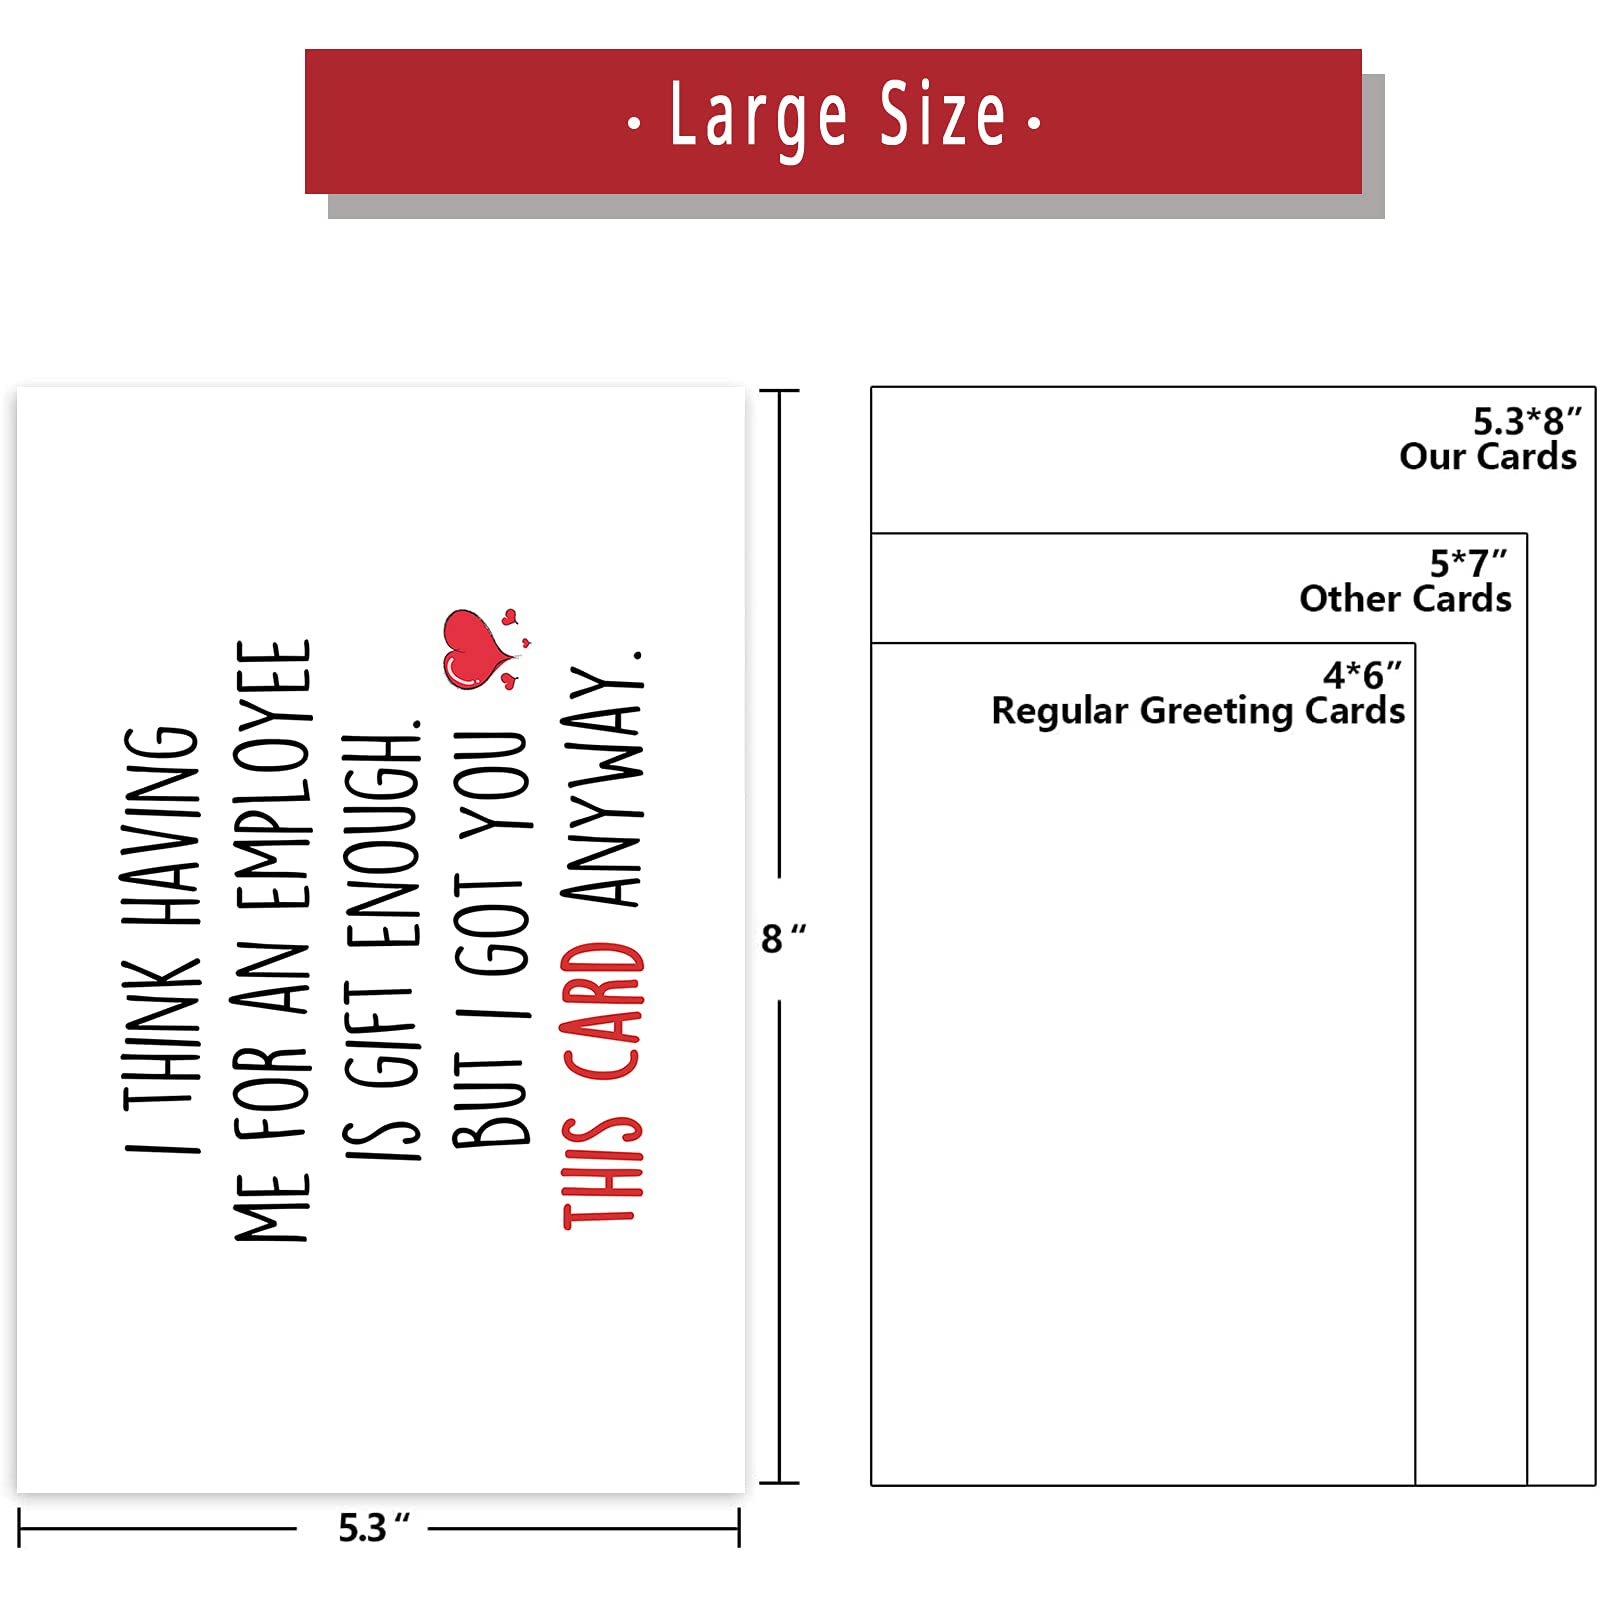 · Large Size ·
I THINK HAVING
ME FOR AN EMPLOYEE
IS GIFT ENOUGH.
BUT I GOT YOU
THIS CARD ANYWAY.
8“
5.3“
5.3*8”
Our Cards
5*7”
Other Cards
4*6”
Regular Greeting Cards